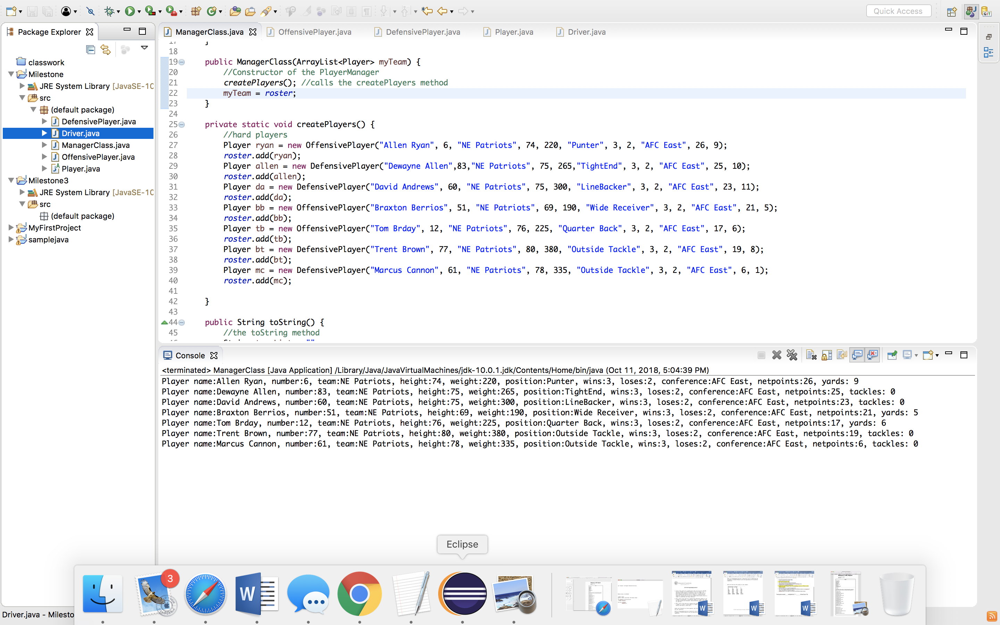 Quick Access
Package Explorer
classwork
Milestone
JRE System Library [JavaSE-10
src
(default package)
DefensivePlayer.java
Driver.java
ManagerClass.java
OffensivePlayer.java
Player.java
Milestone3
JRE System Library [JavaSE-10
src
(default package)
MyFirstProject
samplejava
ManagerClass.java
OffensivePlayer.java
DefensivePlayer.java
Player.java
Driver.java
17 }
18
19 public ManagerClass(ArrayList<Player> myTeam) {
20 //Constructor of the PlayerManager
21 createPlayers(); //calls the createPlayers method
22 myTeam = roster;
23 }
24
25 private static void createPlayers() {
26 //hard players
27 Player ryan = new OffensivePlayer("Allen Ryan", 6, "NE Patriots", 74, 220, "Punter", 3, 2, "AFC East", 26, 9);
28 roster.add(ryan);
29 Player allen = new DefensivePlayer("Dewayne Allen",83,"NE Patriots", 75, 265,"TightEnd", 3, 2, "AFC East", 25, 10);
30 roster.add(allen);
31 Player da = new DefensivePlayer("David Andrews", 60, "NE Patriots", 75, 300, "LineBacker", 3, 2, "AFC East", 23, 11);
32 roster.add(da);
33 Player bb = new OffensivePlayer("Braxton Berrios", 51, "NE Patriots", 69, 190, "Wide Receiver", 3, 2, "AFC East", 21, 5);
34 roster.add(bb);
35 Player tb = new OffensivePlayer("Tom Brday", 12, "NE Patriots", 76, 225, "Quarter Back", 3, 2, "AFC East", 17, 6);
36 roster.add(tb);
37 Player bt = new DefensivePlayer("Trent Brown", 77, "NE Patriots", 80, 380, "Outside Tackle", 3, 2, "AFC East", 19, 8);
38 roster.add(bt);
39 Player mc = new DefensivePlayer("Marcus Cannon", 61, "NE Patriots", 78, 335, "Outside Tackle", 3, 2, "AFC East", 6, 1);
40 roster.add(mc);
41
42 }
43
44 public String toString() {
45 //the toString method
Console
<terminated> ManagerClass [Java Application] /Library/Java/JavaVirtualMachines/jdk-10.0.1.jdk/Contents/Home/bin/java (Oct 11, 2018, 5:04:39 PM)
Player name:Allen Ryan, number:6, team:NE Patriots, height:74, weight:220, position:Punter, wins:3, loses:2, conference:AFC East, netpoints:26, yards: 9
Player name:Dewayne Allen, number:83, team:NE Patriots, height:75, weight:265, position:TightEnd, wins:3, loses:2, conference:AFC East, netpoints:25, tackles: 0
Player name:David Andrews, number:60, team:NE Patriots, height:75, weight:300, position:LineBacker, wins:3, loses:2, conference:AFC East, netpoints:23, tackles: 0
Player name:Braxton Berrios, number:51, team:NE Patriots, height:69, weight:190, position:Wide Receiver, wins:3, loses:2, conference:AFC East, netpoints:21, yards: 5
Player name:Tom Brday, number:12, team:NE Patriots, height:76, weight:225, position:Quarter Back, wins:3, loses:2, conference:AFC East, netpoints:17, yards: 6
Player name:Trent Brown, number:77, team:NE Patriots, height:80, weight:380, position:Outside Tackle, wins:3, loses:2, conference:AFC East, netpoints:19, tackles: 0
Player name:Marcus Cannon, number:61, team:NE Patriots, height:78, weight:335, position:Outside Tackle, wins:3, loses:2, conference:AFC East, netpoints:6, tackles: 0
Eclipse
3
W
Driver.java - Milesto